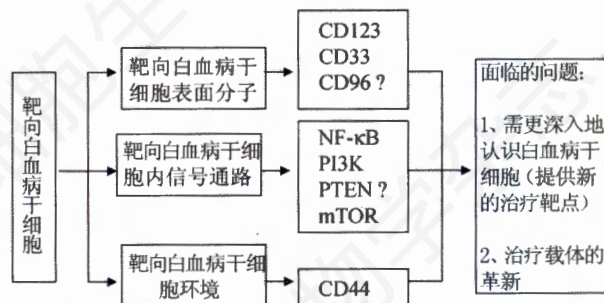 靶向白血病干细胞
靶向白血病干
细胞表面分子
靶向白血病干细
胞内信号通路
靶向白血病干细
胞环境
CD123
CD33
CD96？
NF-κB
PI3K
PTEN？
mTOR
CD44
面临的问题：
1、需更深入地
认识白血病干
细胞（提供新
的治疗靶点）
2、治疗载体的
革新